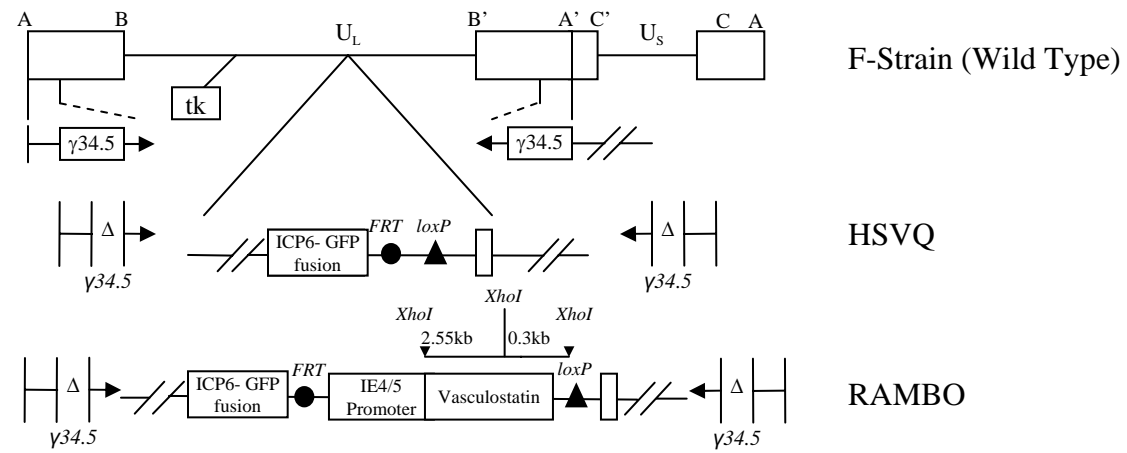 A B U_L B’ A’ C’ U_S C A
F-Strain (Wild Type)
tk
γ34.5 γ34.5
HSVQ
Δ ICP6- GFP fusion FRT loxP Δ
γ34.5 γ34.5
XhoI
XhoI XhoI
2.55kb 0.3kb
RAMBO
Δ ICP6- GFP fusion FRT IE4/5 Promoter Vasculostatin loxP Δ
γ34.5 γ34.5